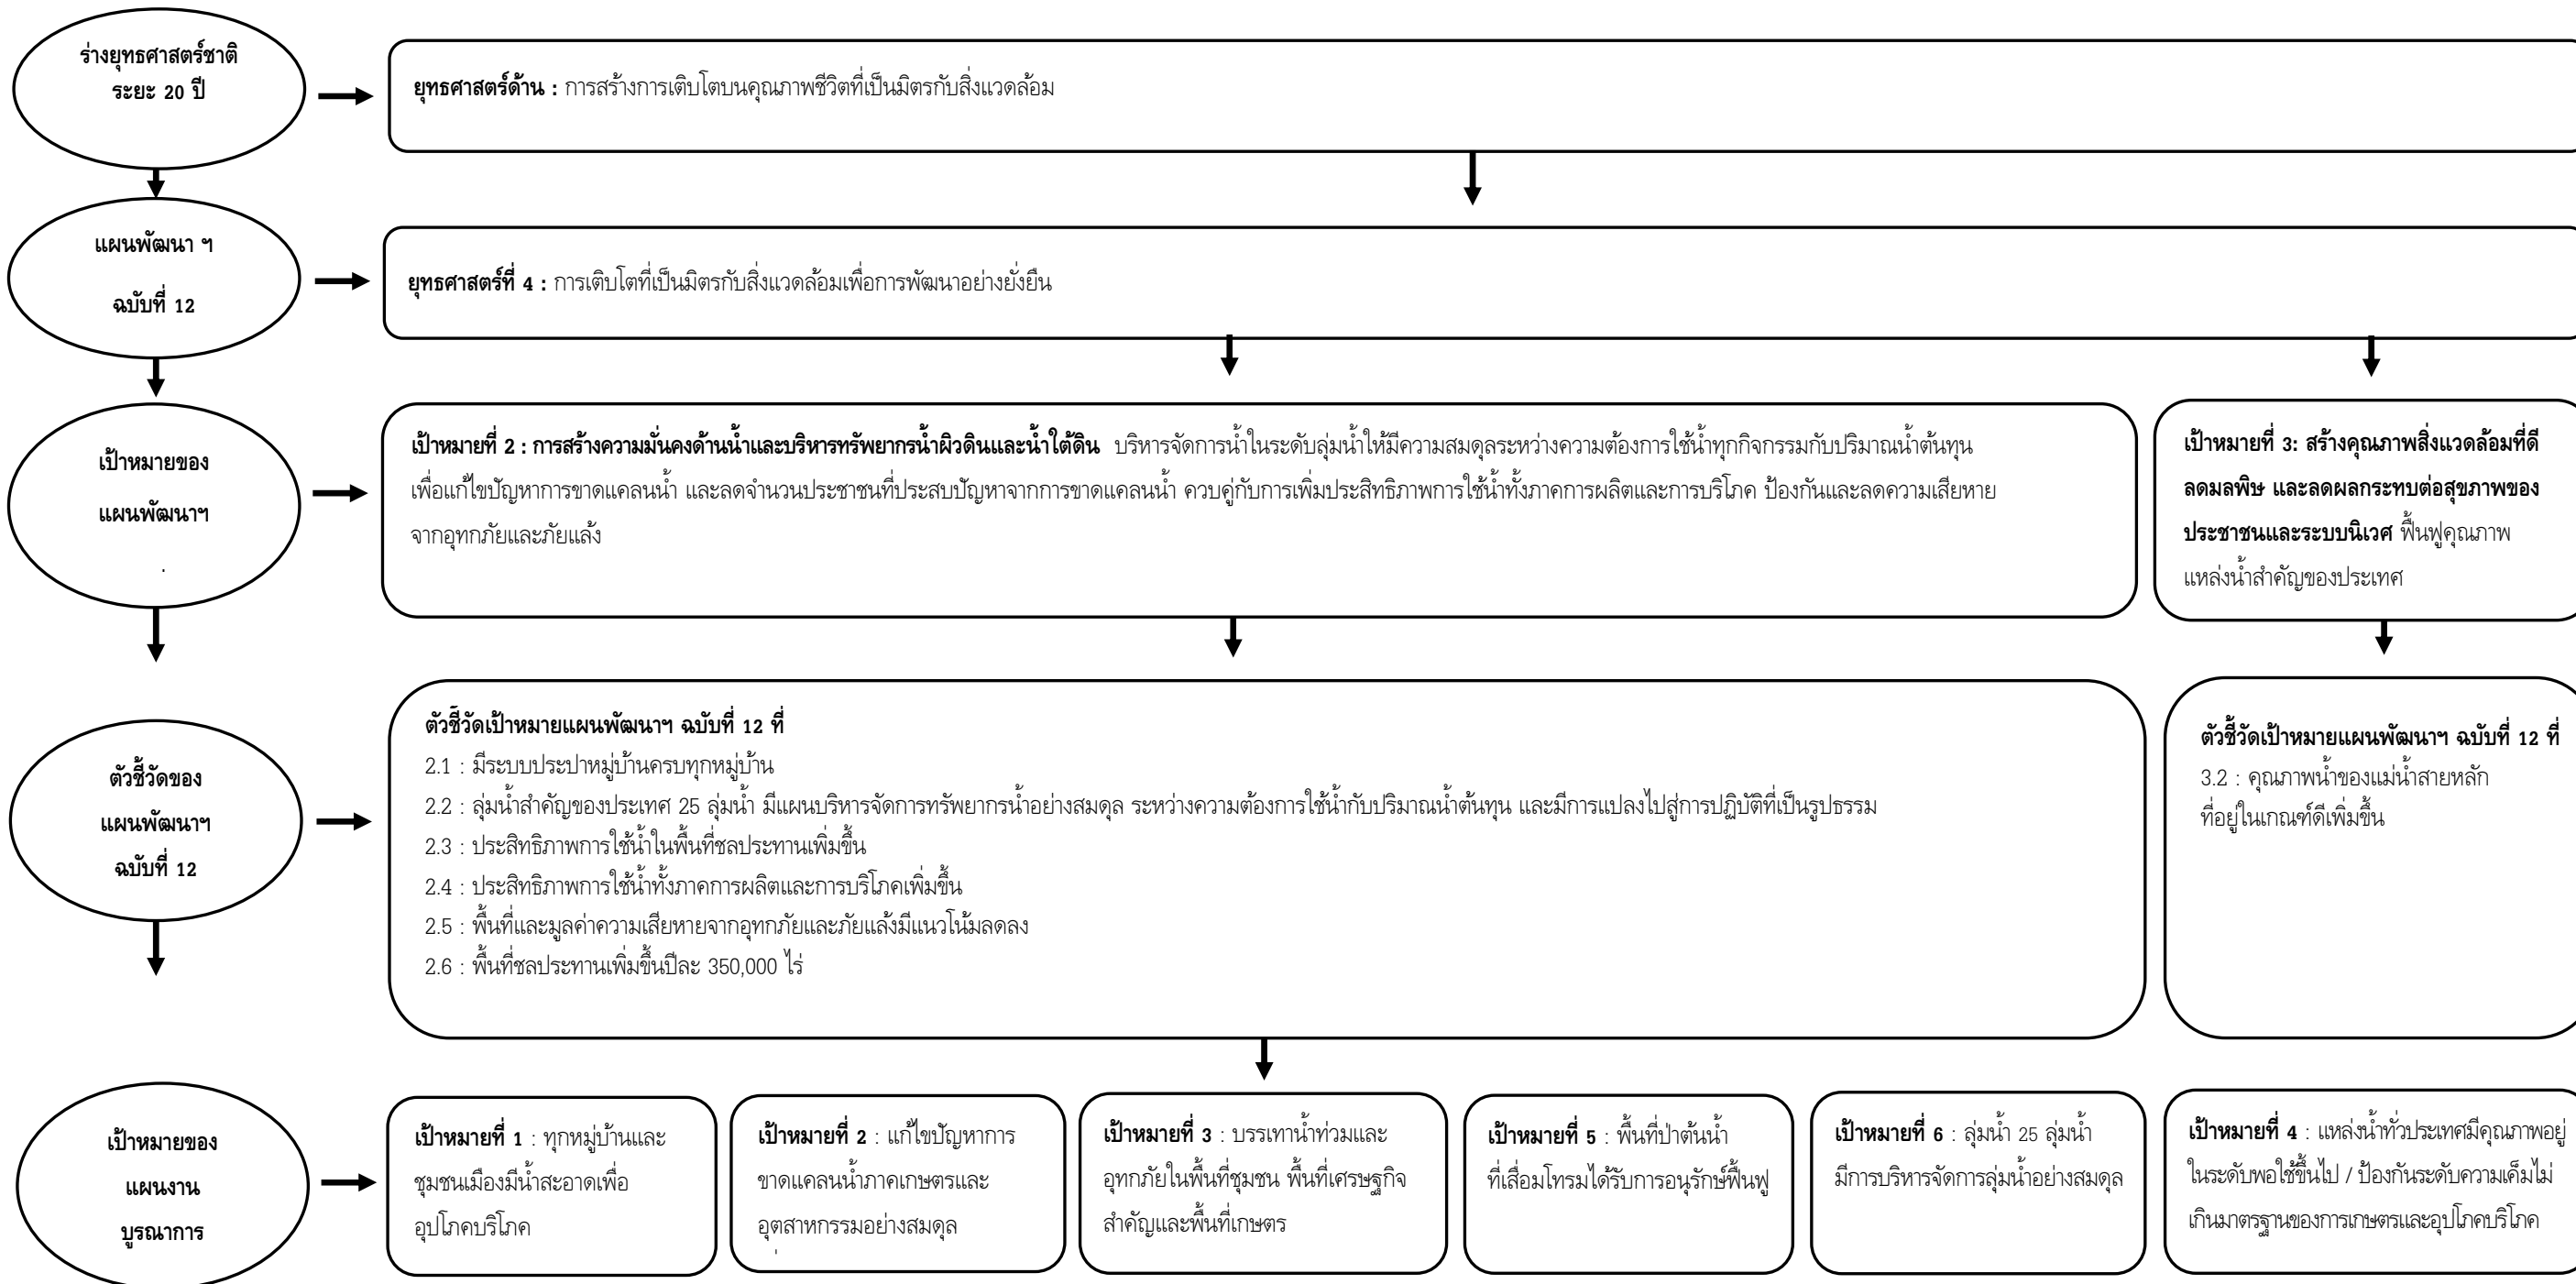 ร่างยุทธศาสตร์ชาติ
ระยะ 20 ปี
ยุทธศาสตร์ด้าน : การสร้างการเติบโตบนคุณภาพชีวิตที่เป็นมิตรกับสิ่งแวดล้อม
แผนพัฒนา ฯ
ฉบับที่ 12
ยุทธศาสตร์ที่ 4 : การเติบโตที่เป็นมิตรกับสิ่งแวดล้อมเพื่อการพัฒนาอย่างยั่งยืน
เป้าหมายของ
แผนพัฒนาฯ
.
เป้าหมายที่ 2 : การสร้างความมั่นคงด้านน้ำและบริหารทรัพยากรน้ำผิวดินและน้ำใต้ดิน บริหารจัดการน้ำในระดับลุ่มน้ำให้มีความสมดุลระหว่างความต้องการใช้น้ำทุกกิจกรรมกับปริมาณน้ำต้นทุน
เพื่อแก้ไขปัญหาการขาดแคลนน้ำ และลดจำนวนประชาชนที่ประสบปัญหาจากการขาดแคลนน้ำ ควบคู่กับการเพิ่มประสิทธิภาพการใช้น้ำทั้งภาคการผลิตและการบริโภค ป้องกันและลดความเสียหาย
จากอุทกภัยและภัยแล้ง
เป้าหมายที่ 3: สร้างคุณภาพสิ่งแวดล้อมที่ดี
ลดมลพิษ และลดผลกระทบต่อสุขภาพของ
ประชาชนและระบบนิเวศ ฟื้นฟูคุณภาพ
แหล่งน้ำสำคัญของประเทศ
ตัวชี้วัดของ
แผนพัฒนาฯ
ฉบับที่ 12
ตัวชี้วัดเป้าหมายแผนพัฒนาฯ ฉบับที่ 12 ที่
2.1 : มีระบบประปาหมู่บ้านครบทุกหมู่บ้าน
2.2 : ลุ่มน้ำสำคัญของประเทศ 25 ลุ่มน้ำ มีแผนบริหารจัดการทรัพยากรน้ำอย่างสมดุล ระหว่างความต้องการใช้น้ำกับปริมาณน้ำต้นทุน และมีการแปลงไปสู่การปฏิบัติที่เป็นรูปธรรม
2.3 : ประสิทธิภาพการใช้น้ำในพื้นที่ชลประทานเพิ่มขึ้น
2.4 : ประสิทธิภาพการใช้น้ำทั้งภาคการผลิตและการบริโภคเพิ่มขึ้น
2.5 : พื้นที่และมูลค่าความเสียหายจากอุทกภัยและภัยแล้งมีแนวโน้มลดลง
2.6 : พื้นที่ชลประทานเพิ่มขึ้นปีละ 350,000 ไร่
ตัวชี้วัดเป้าหมายแผนพัฒนาฯ ฉบับที่ 12 ที่
3.2 : คุณภาพน้ำของแม่น้ำสายหลัก
ที่อยู่ในเกณฑ์ดีเพิ่มขึ้น
เป้าหมายของ
แผนงาน
บูรณาการ
เป้าหมายที่ 1 : ทุกหมู่บ้านและ
ชุมชนเมืองมีน้ำสะอาดเพื่อ
อุปโภคบริโภค
เป้าหมายที่ 2 : แก้ไขปัญหาการ
ขาดแคลนน้ำภาคเกษตรและ
อุตสาหกรรมอย่างสมดุล
เป้าหมายที่ 3 : บรรเทาน้ำท่วมและ
อุทกภัยในพื้นที่ชุมชน พื้นที่เศรษฐกิจ
สำคัญและพื้นที่เกษตร
เป้าหมายที่ 5 : พื้นที่ป่าต้นน้ำ
ที่เสื่อมโทรมได้รับการอนุรักษ์ฟื้นฟู
เป้าหมายที่ 6 : ลุ่มน้ำ 25 ลุ่มน้ำ
มีการบริหารจัดการลุ่มน้ำอย่างสมดุล
เป้าหมายที่ 4 : แหล่งน้ำทั่วประเทศมีคุณภาพอยู่
ในระดับพอใช้ขึ้นไป / ป้องกันระดับความเค็มไม่
เกินมาตรฐานของการเกษตรและอุปโภคบริโภค